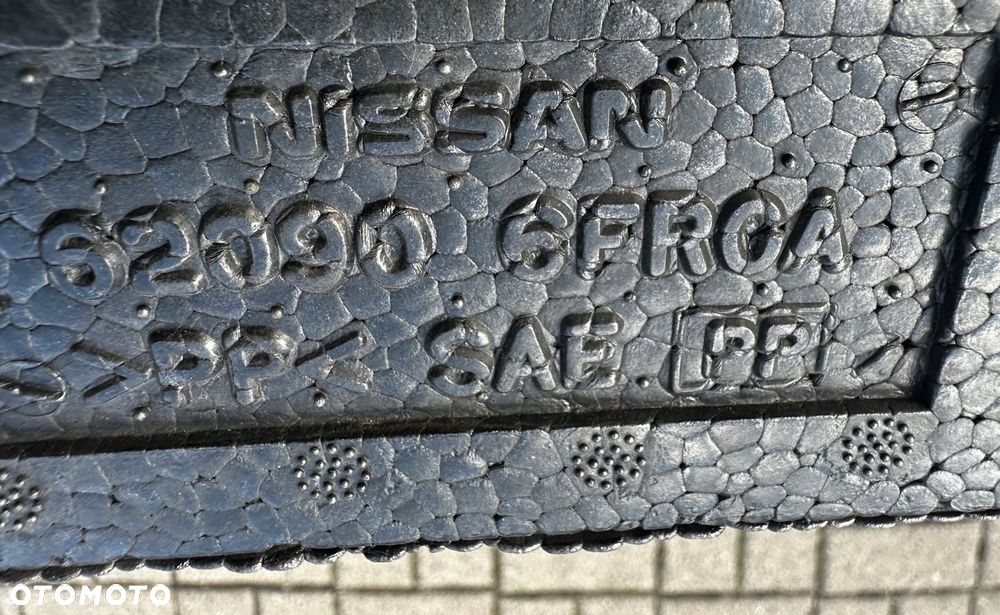 NISSAN
62090 6FR0A
>PP< SAE PP
OTOMOTO